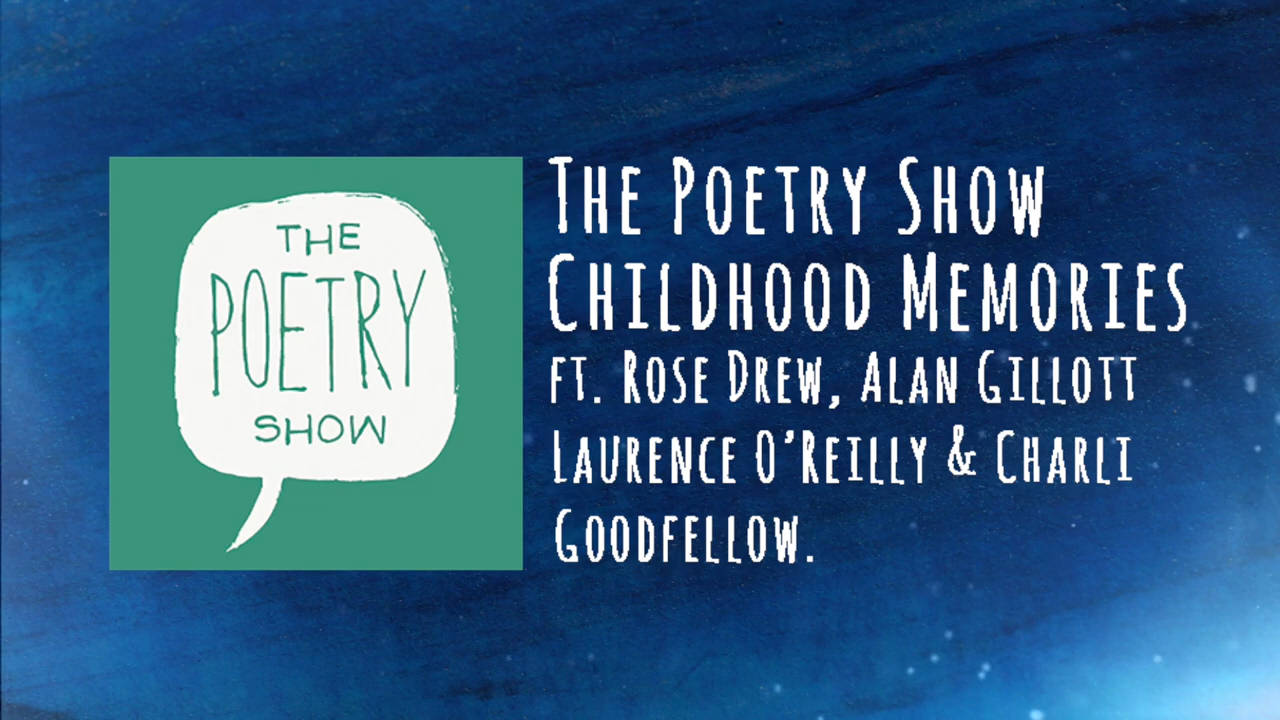 THE
POETRY
SHOW
THE POETRY SHOW
CHILDHOOD MEMORIES
FT. ROSE DREW, ALAN GILLOTT
LAURENCE O'REILLY & CHARLI
GOODFELLOW.